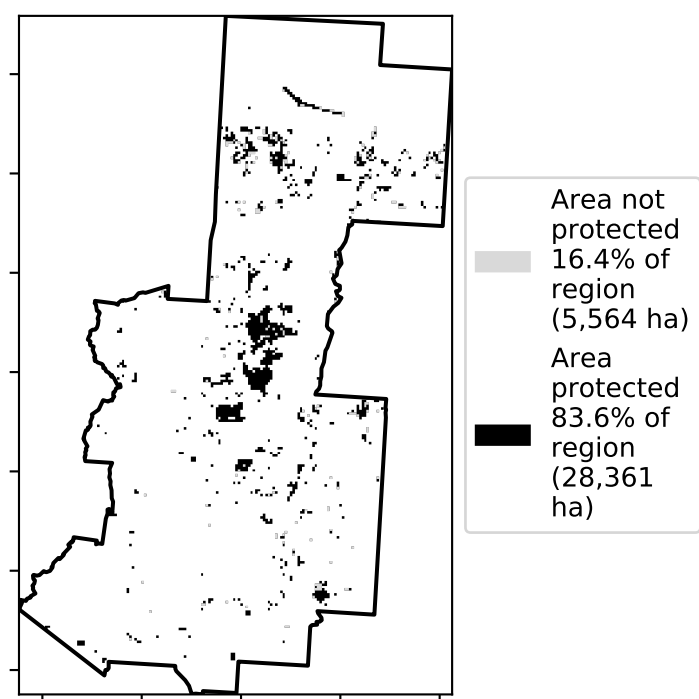 Area not
protected
16.4% of
region
(5,564 ha)
Area
protected
83.6% of
region
(28,361
ha)